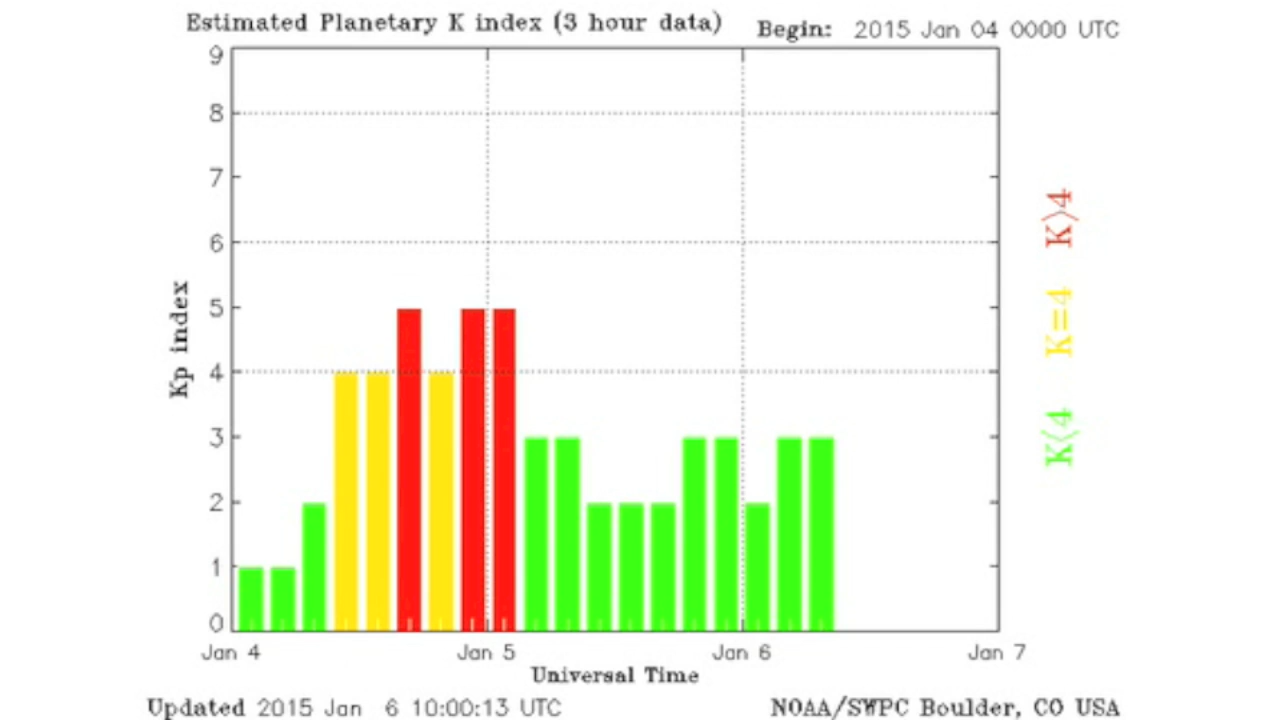 Estimated Planetary K index (3 hour data)
Begin: 2015 Jan 04 0000 UTC
9
8
7
6
5
4
3
2
1
0
Kp index
Jan 4
Jan 5
Jan 6
Jan 7
Universal Time
K<4
K=4
K>4
Updated 2015 Jan 6 10:00:13 UTC
NOAA/SWPC Boulder, CO USA